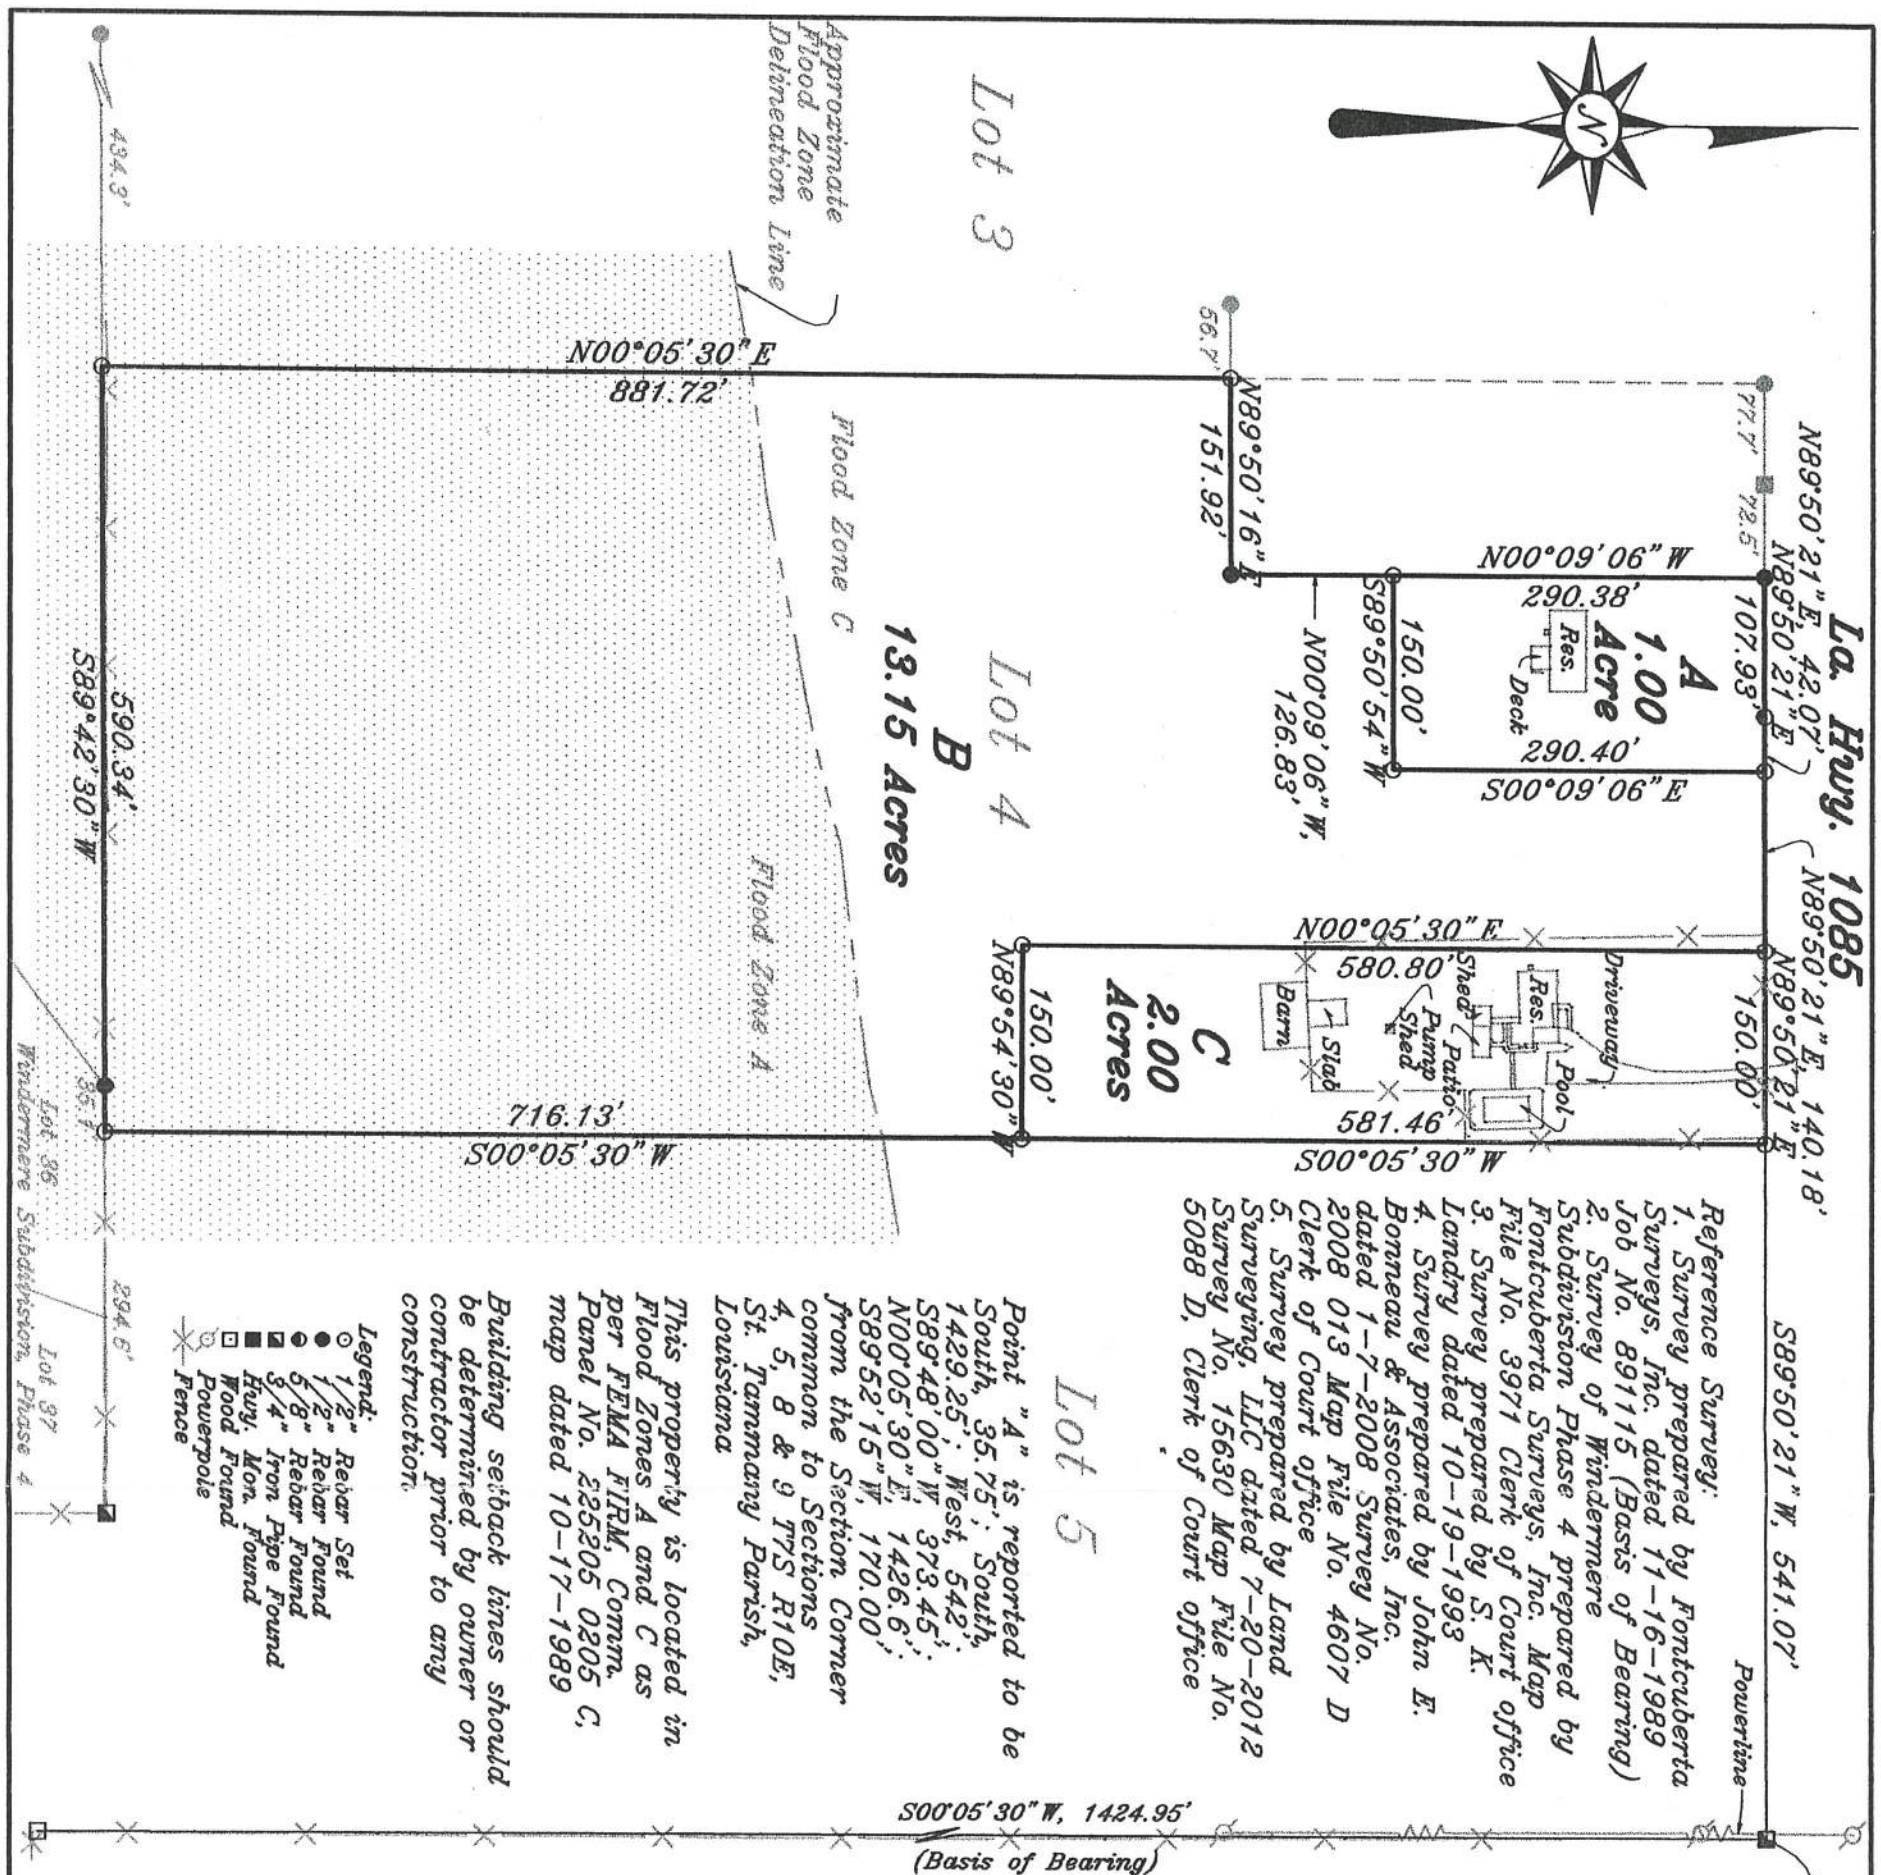 La. Hwy. 1085
N89°50'21"E, 42.07'
N89°50'21"E
107.93'
N89°50'21"E 140.18'
N89°50'21"E
150.00'
S89°50'21"W, 541.07'
Powerline
77.7'
72.5'
N
N00°09'06"W
290.38'
A
1.00
Acre
Res.
Deck
290.40'
S00°09'06"E
150.00'
S89°50'54"W
N00°09'06"W,
126.83'
56.7'
N89°50'16"E
151.92'
N00°05'30"E
580.80'
Driveway
Pool
Res.
Shed
Patio
Pump
Shed
Slab
Barn
581.46'
S00°05'30"W
C
2.00
Acres
150.00'
N89°54'30"W
Lot 3
Lot 4
Lot 5
B
13.15 Acres
Approximate
Flood Zone
Delineation Line
Flood Zone C
Flood Zone A
N00°05'30"E
881.72'
716.13'
S00°05'30"W
434.3'
590.34'
S89°42'30"W
35.1'
294.6'
Lot 36
Lot 37
Windermere Subdivision, Phase 4
Reference Survey:
1. Survey prepared by Fontcuberta
Surveys, Inc. dated 11-16-1989
Job No. 891115 (Basis of Bearing)
2. Survey of Windermere
Subdivision Phase 4 prepared by
Fontcuberta Surveys, Inc. Map
File No. 3971 Clerk of Court office
3. Survey prepared by S. K.
Landry dated 10-19-1993
4. Survey prepared by John E.
Bonneau & Associates, Inc.
dated 1-7-2008 Survey No.
2008 013 Map File No. 4607 D
Clerk of Court office
5. Survey prepared by Land
Surveying, LLC dated 7-20-2012
Survey No. 15630 Map File No.
5088 D, Clerk of Court office
Point "A" is reported to be
South, 35.75'; South,
1429.25'; West, 542';
S89°48'00"W, 373.45';
N00°05'30"E, 1426.6';
S89°52'15"W, 170.00'
from the Section Corner
common to Sections
4, 5, 8 & 9 T7S R10E,
St. Tammany Parish,
Louisiana
This property is located in
Flood Zones A and C as
per FEMA FIRM, Comm.
Panel No. 225205 0205 C,
map dated 10-17-1989
Building setback lines should
be determined by owner or
contractor prior to any
construction.
Legend:
1/2" Rebar Set
1/2" Rebar Found
5/8" Rebar Found
3/4" Iron Pipe Found
Hwy. Mon. Found
Wood Found
Powerpole
Fence
S00°05'30"W, 1424.95'
(Basis of Bearing)